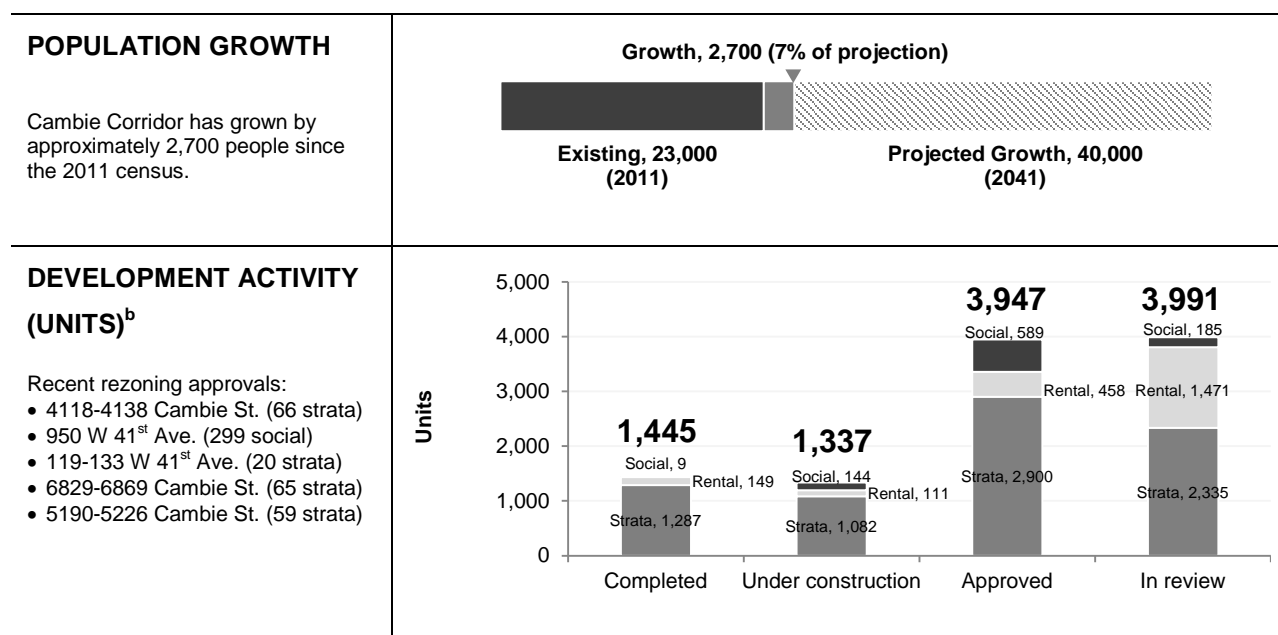 POPULATION GROWTH
Cambie Corridor has grown by
approximately 2,700 people since
the 2011 census.
Growth, 2,700 (7% of projection)
Existing, 23,000
(2011)
Projected Growth, 40,000
(2041)
DEVELOPMENT ACTIVITY
(UNITS)b
Recent rezoning approvals:
• 4118-4138 Cambie St. (66 strata)
• 950 W 41st Ave. (299 social)
• 119-133 W 41st Ave. (20 strata)
• 6829-6869 Cambie St. (65 strata)
• 5190-5226 Cambie St. (59 strata)
Units
5,000
4,000
3,000
2,000
1,000
0
1,445
Social, 9
Rental, 149
Strata, 1,287
Completed
1,337
Social, 144
Rental, 111
Strata, 1,082
Under construction
3,947
Social, 589
Rental, 458
Strata, 2,900
Approved
3,991
Social, 185
Rental, 1,471
Strata, 2,335
In review